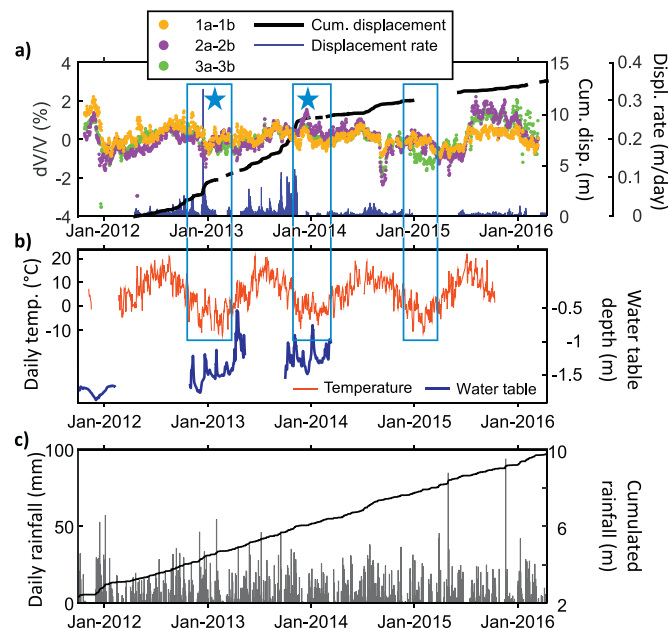 1a-1b
2a-2b
3a-3b
Cum. displacement
Displacement rate
a)
4
2
0
-2
-4
dV/V (%)
15
10
5
0
Cum. disp. (m)
0.4
0.3
0.2
0.1
0
Displ. rate (m/day)
Jan-2012 Jan-2013 Jan-2014 Jan-2015 Jan-2016
b)
20
10
0
-10
Daily temp. (°C)
-0.5
-1
-1.5
Water table depth (m)
Temperature
Water table
Jan-2012 Jan-2013 Jan-2014 Jan-2015 Jan-2016
c)
100
50
0
Daily rainfall (mm)
10
8
6
4
2
Cumulated rainfall (m)
Jan-2012 Jan-2013 Jan-2014 Jan-2015 Jan-2016